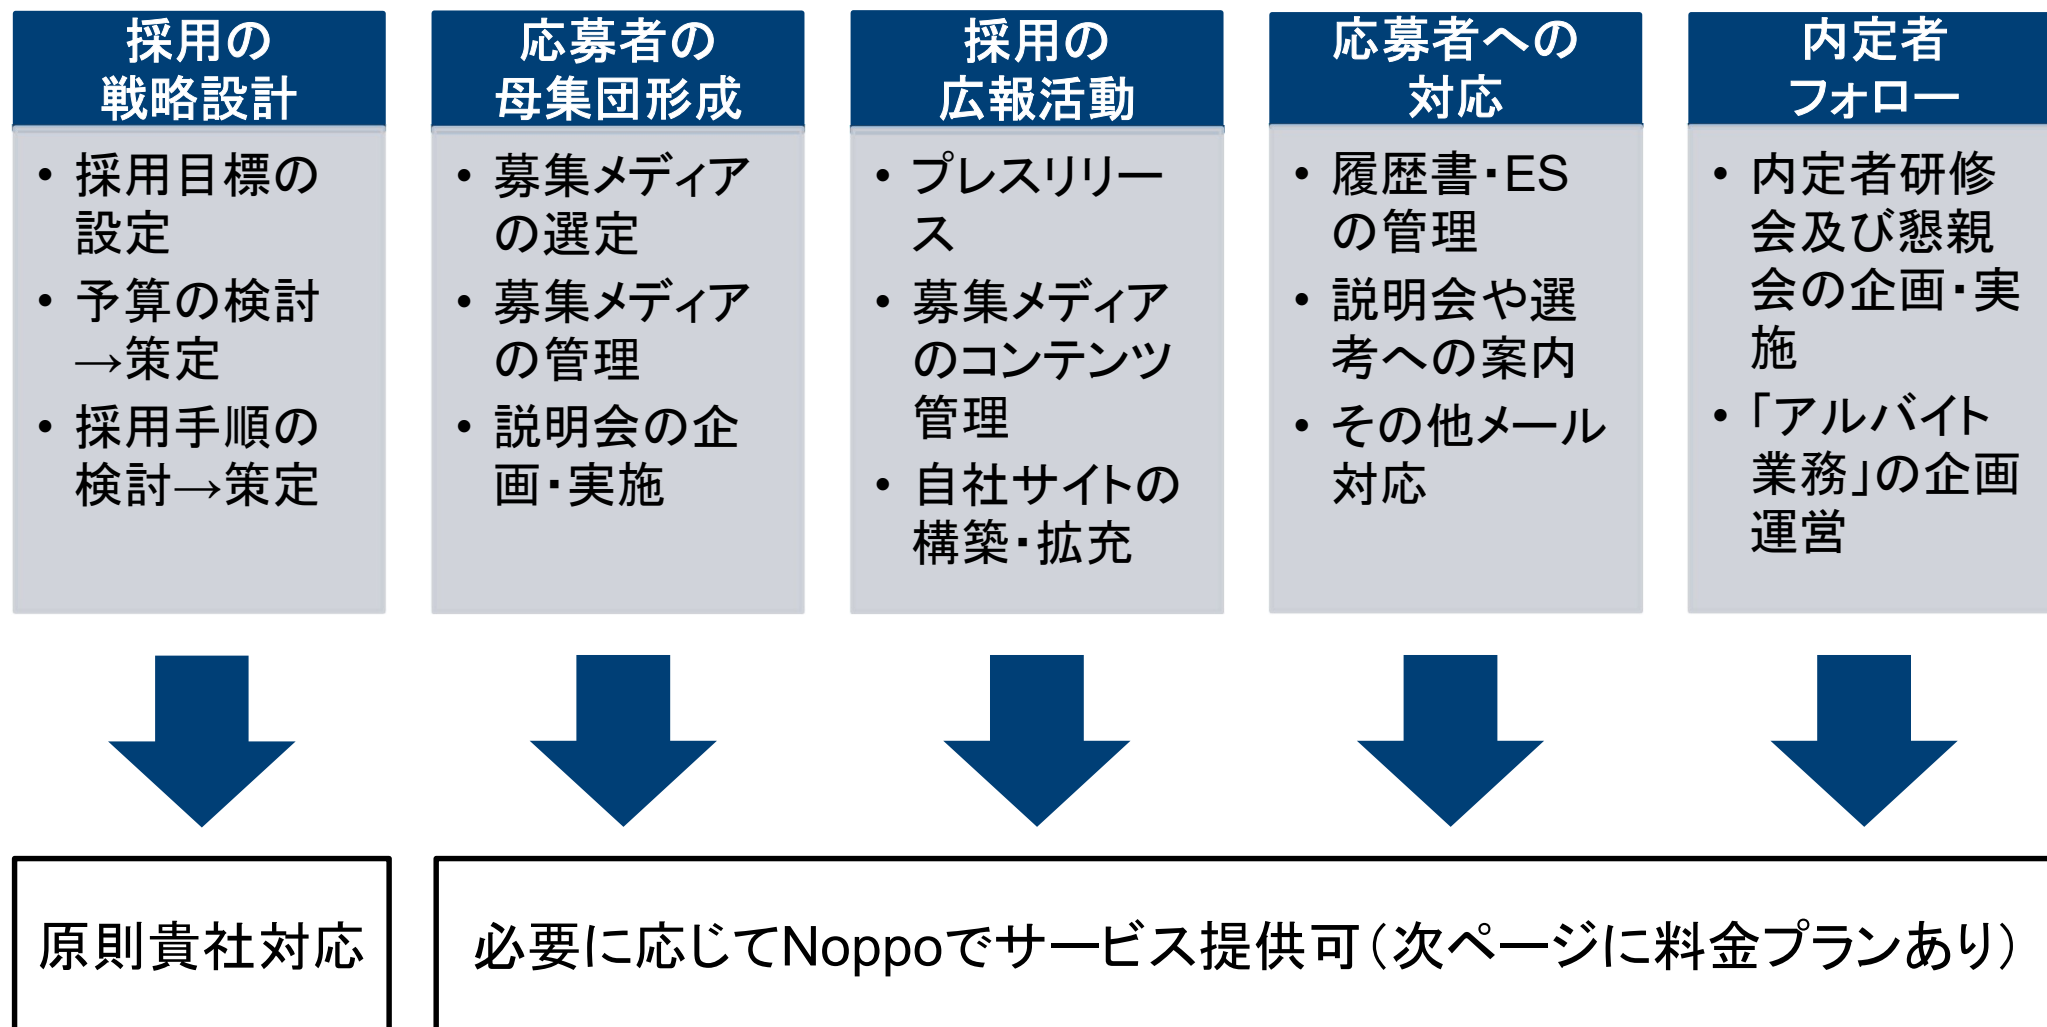 採用の
戦略設計
• 採用目標の
設定
• 予算の検討
→策定
• 採用手順の
検討→策定
応募者の
母集団形成
• 募集メディア
の選定
• 募集メディア
の管理
• 説明会の企
画・実施
採用の
広報活動
• プレスリリー
ス
• 募集メディア
のコンテンツ
管理
• 自社サイトの
構築・拡充
応募者への
対応
• 履歴書・ES
の管理
• 説明会や選
考への案内
• その他メール
対応
内定者
フォロー
• 内定者研修
会及び懇親
会の企画・実
施
• 「アルバイト
業務」の企画
運営
原則貴社対応
必要に応じてNoppoでサービス提供可（次ページに料金プランあり）